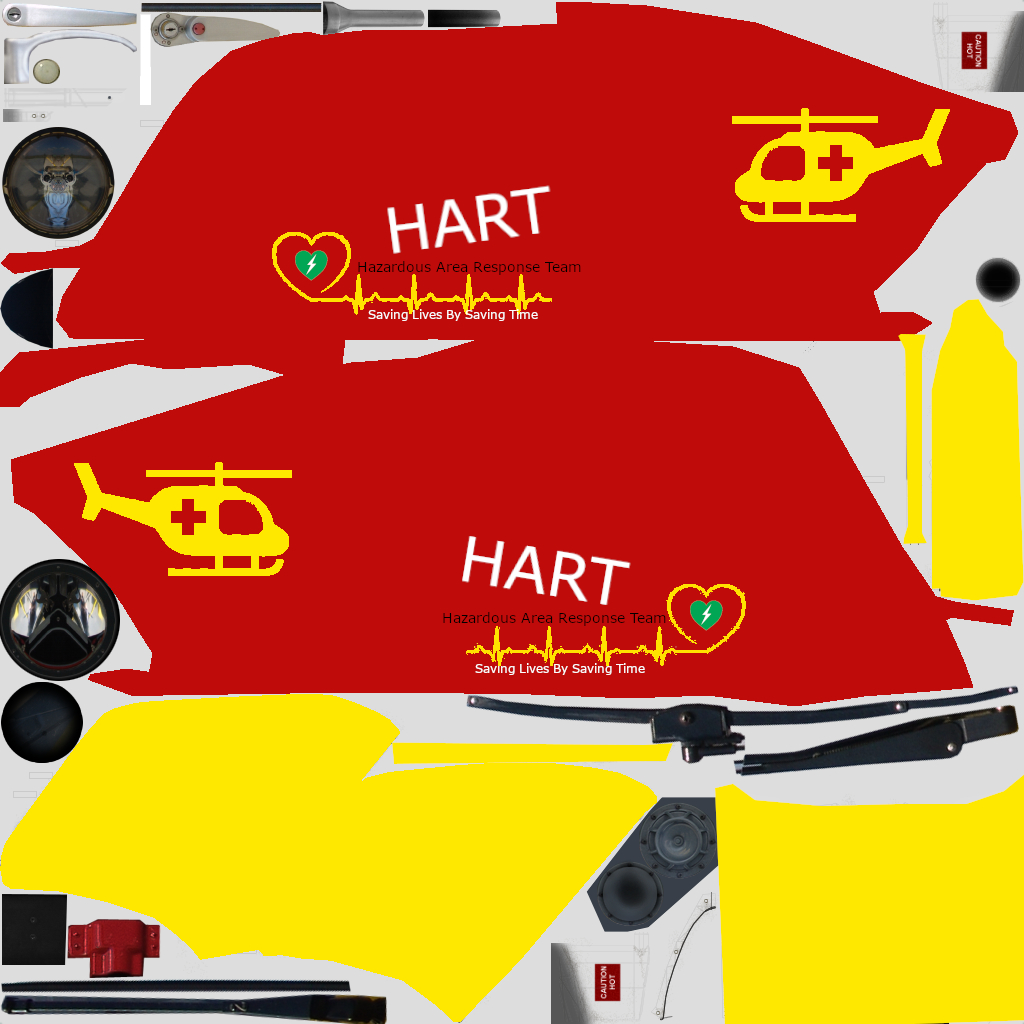 CAUTION
HOT
HART
Hazardous Area Response Team
Saving Lives By Saving Time
HART
Hazardous Area Response Team
Saving Lives By Saving Time
CAUTION
HOT